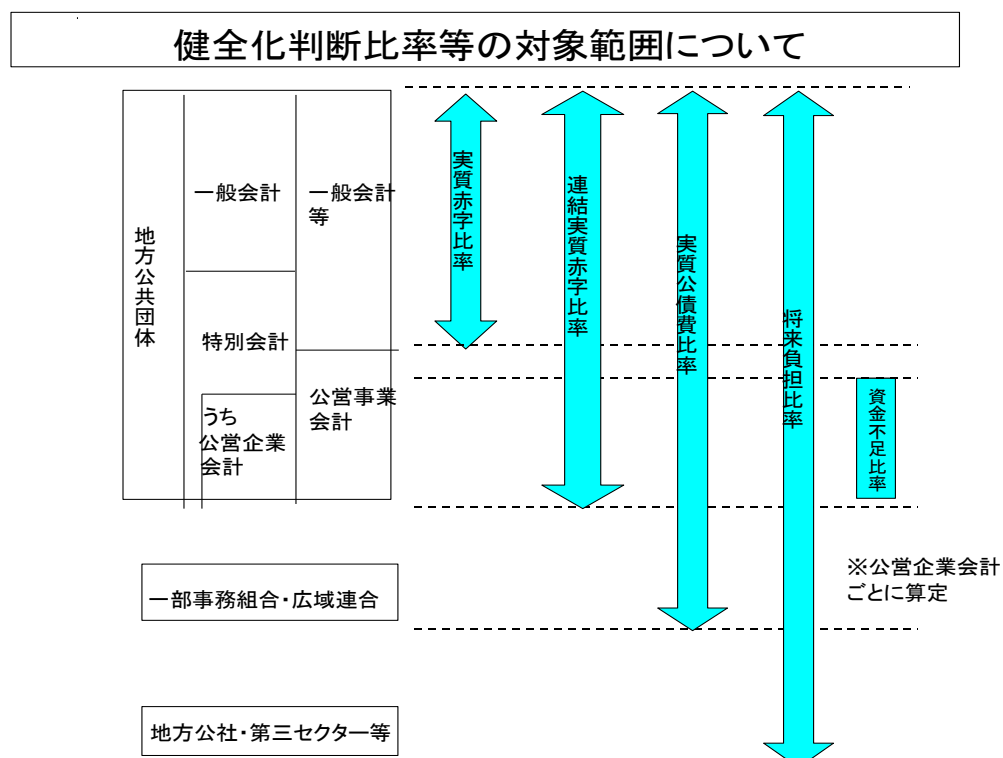 健全化判断比率等の対象範囲について
地方公共団体
一般会計
一般会計
等
特別会計
公営事業
会計
うち
公営企業
会計
実質赤字比率
連結実質赤字比率
実質公債費比率
将来負担比率
資金不足比率
※公営企業会計
ごとに算定
一部事務組合・広域連合
地方公社・第三セクター等